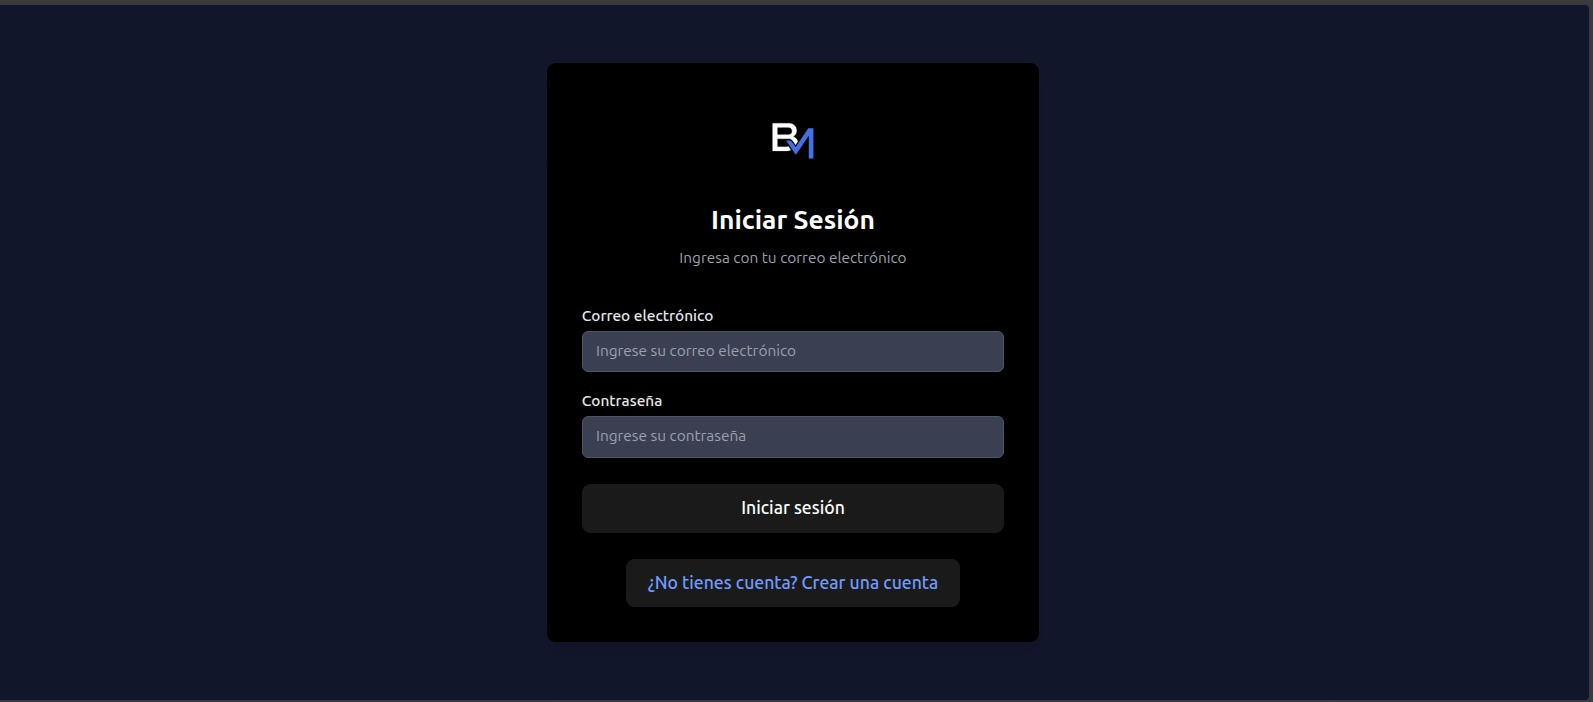 BM
Iniciar Sesión
Ingresa con tu correo electrónico
Correo electrónico
Ingrese su correo electrónico
Contraseña
Ingrese su contraseña
Iniciar sesión
¿No tienes cuenta? Crear una cuenta